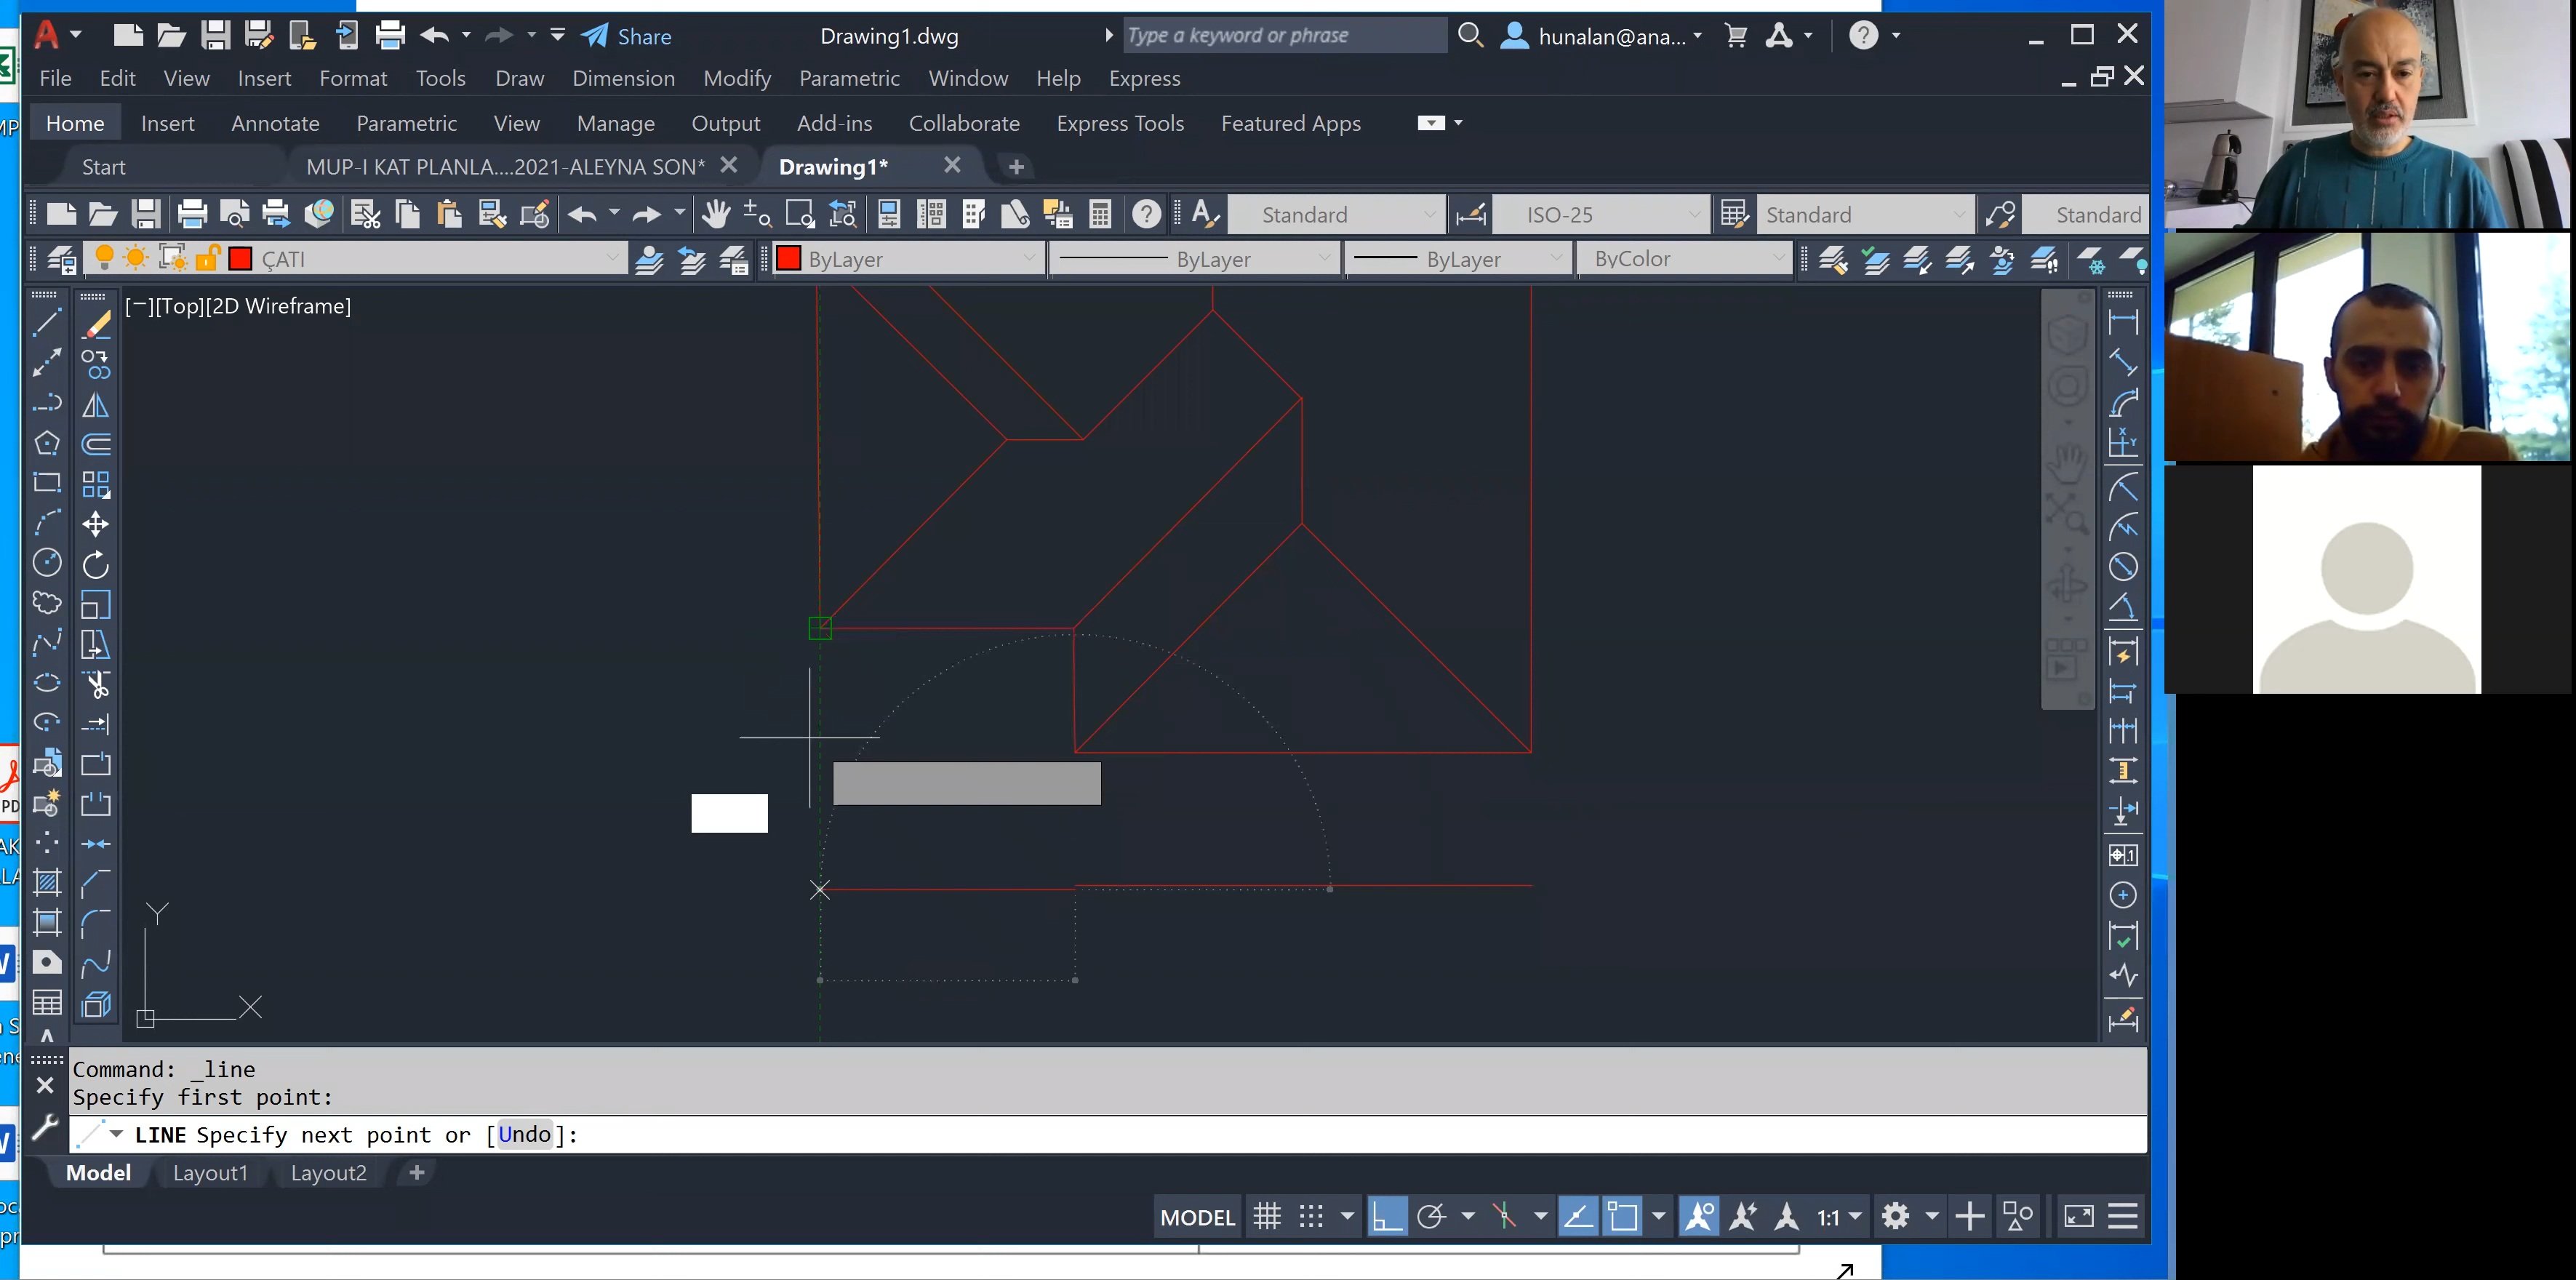 Share
Drawing1.dwg
Type a keyword or phrase
hunalan@ana...
File Edit View Insert Format Tools Draw Dimension Modify Parametric Window Help Express
Home Insert Annotate Parametric View Manage Output Add-ins Collaborate Express Tools Featured Apps
Start
MUP-I KAT PLANLA....2021-ALEYNA SON*
Drawing1*
Standard
ISO-25
Standard
Standard
ÇATI
ByLayer
ByLayer
ByLayer
ByColor
[−][Top][2D Wireframe]
Y
X
Command: _line
Specify first point:
LINE Specify next point or [Undo]:
Model Layout1 Layout2
MODEL
1:1